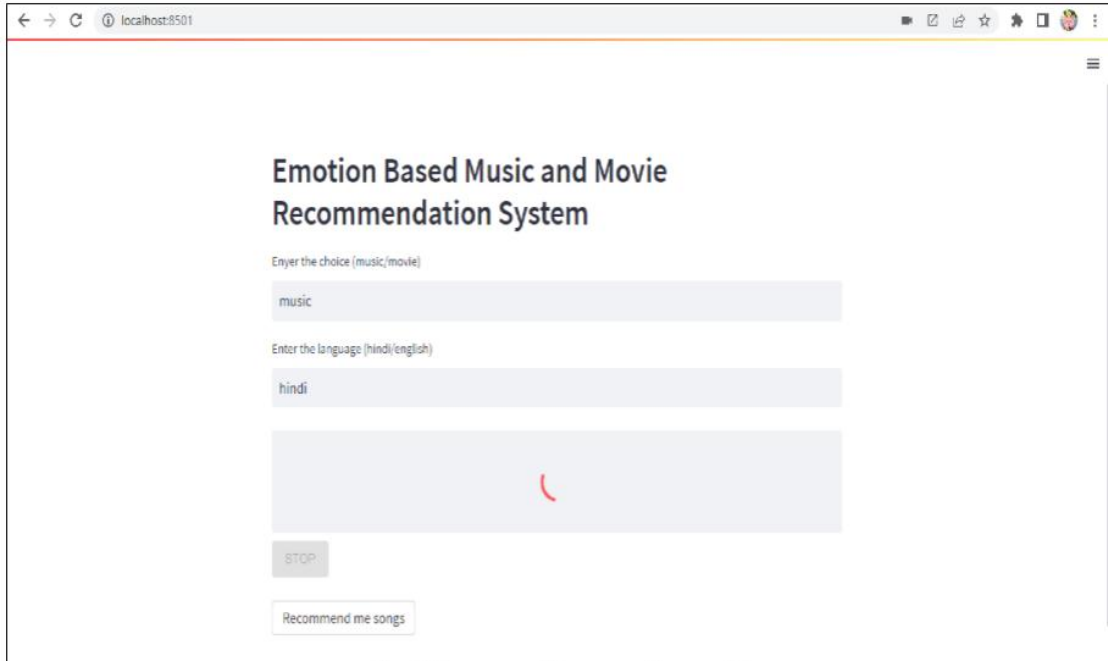 localhost:8501
Emotion Based Music and Movie
Recommendation System
Enyer the choice (music/movie)
music
Enter the language (hindi/english)
hindi
STOP
Recommend me songs